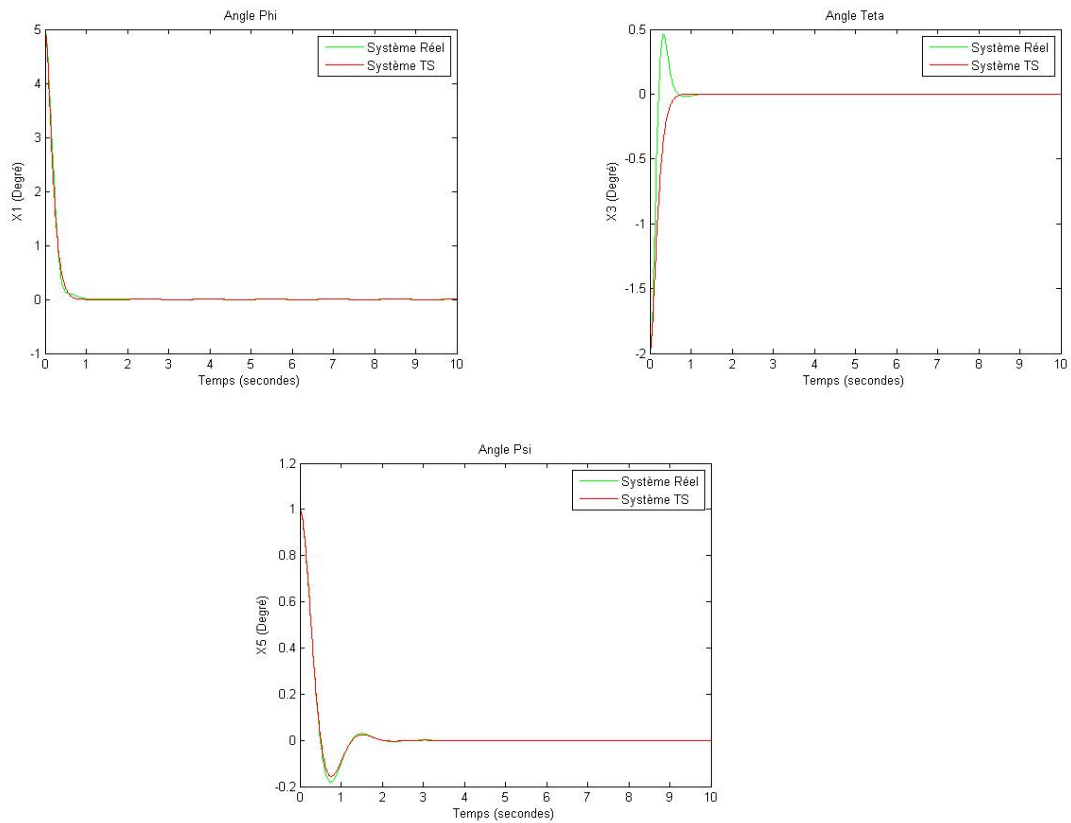 Angle Phi
5
4
3
2
1
0
-1
X1 (Degré)
Système Réel
Système TS
0 1 2 3 4 5 6 7 8 9 10
Temps (secondes)
Angle Teta
0.5
0
-0.5
-1
-1.5
-2
X3 (Degré)
Système Réel
Système TS
0 1 2 3 4 5 6 7 8 9 10
Temps (secondes)
Angle Psi
1.2
1
0.8
0.6
0.4
0.2
0
-0.2
X5 (Degré)
Système Réel
Système TS
0 1 2 3 4 5 6 7 8 9 10
Temps (secondes)